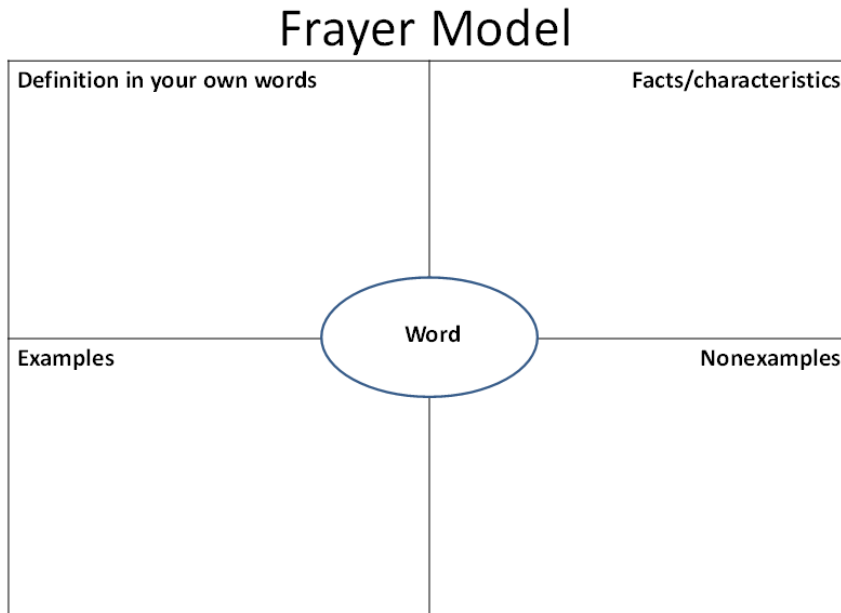 Frayer Model
Definition in your own words
Facts/characteristics
Word
Examples
Nonexamples